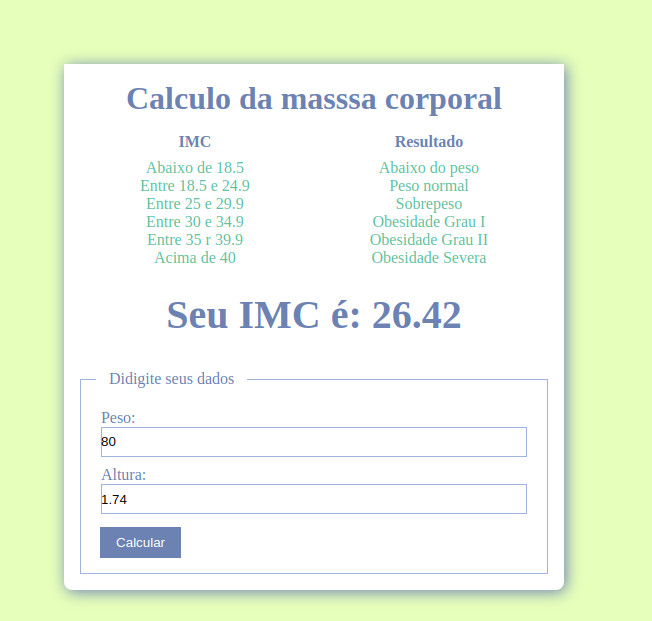 Calculo da masssa corporal
IMC Resultado
Abaixo de 18.5 Abaixo do peso
Entre 18.5 e 24.9 Peso normal
Entre 25 e 29.9 Sobrepeso
Entre 30 e 34.9 Obesidade Grau I
Entre 35 r 39.9 Obesidade Grau II
Acima de 40 Obesidade Severa
Seu IMC é: 26.42
Didigite seus dados
Peso:
80
Altura:
1.74
Calcular